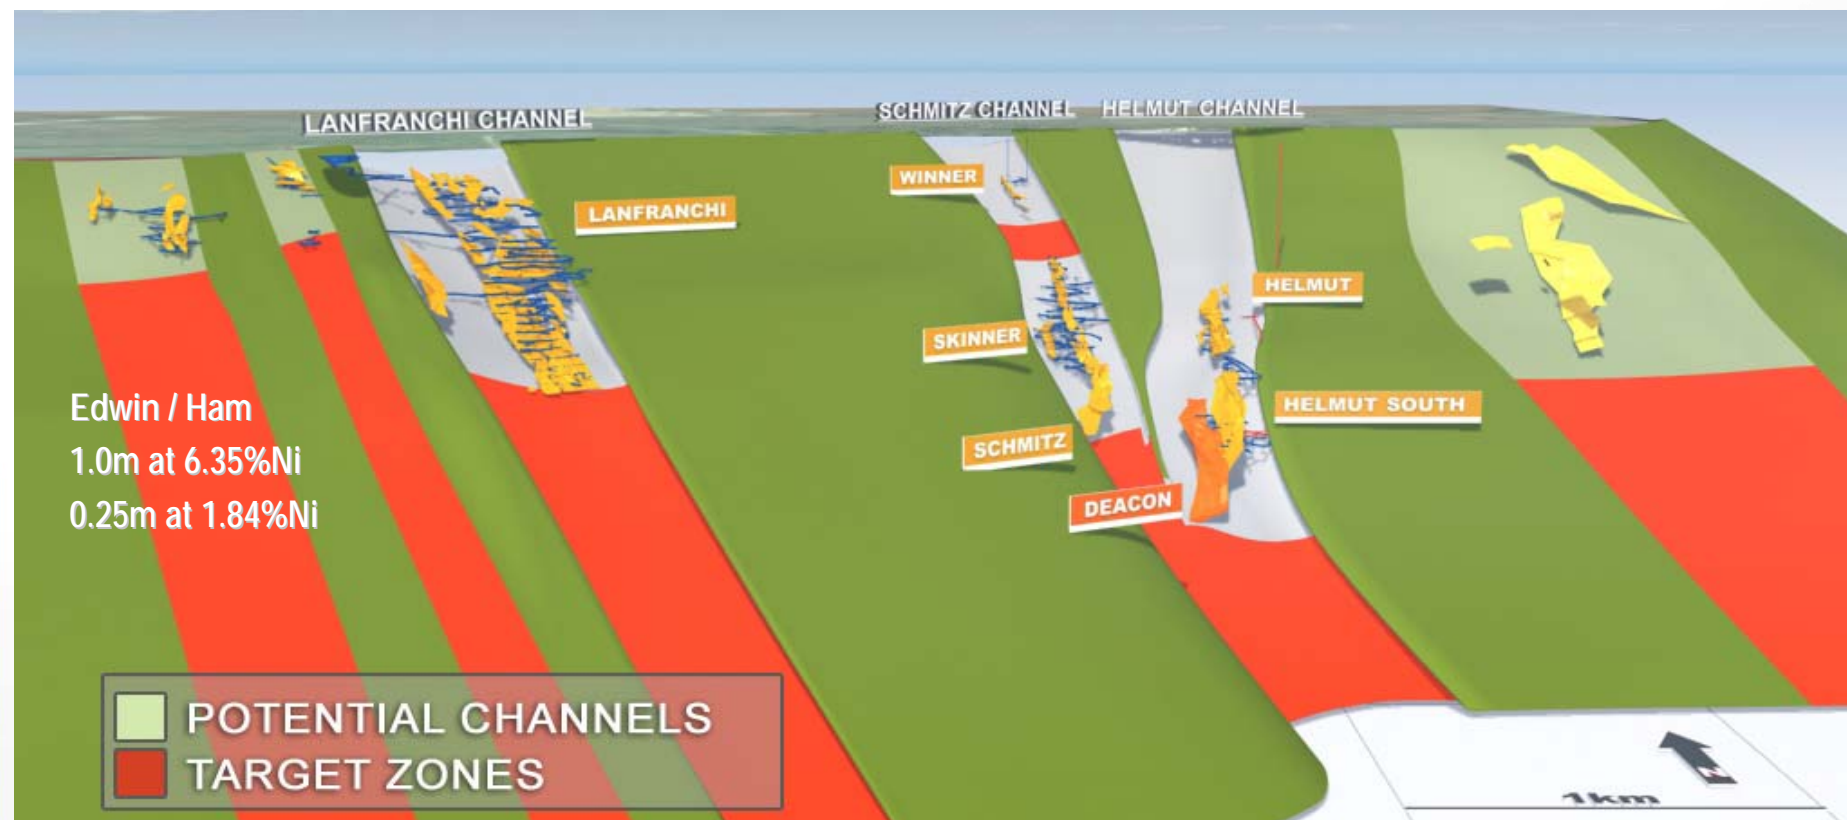 LANFRANCHI CHANNEL
SCHMITZ CHANNEL
HELMUT CHANNEL
WINNER
LANFRANCHI
HELMUT
SKINNER
HELMUT SOUTH
SCHMITZ
DEACON
Edwin / Ham
1.0m at 6.35%Ni
0.25m at 1.84%Ni
POTENTIAL CHANNELS
TARGET ZONES
N
1km